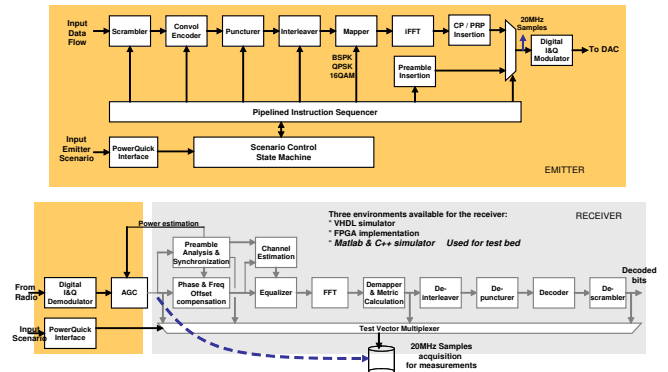 Input
Data
Flow
Scrambler
Convol
Encoder
Puncturer
Interleaver
Mapper
iFFT
CP / PRP
Insertion
20MHz
Samples
Digital
I&Q
Modulator
To DAC
BSPK
QPSK
16QAM
Preamble
Insertion
Pipelined Instruction Sequencer
Input
Emitter
Scenario
PowerQuick
Interface
Scenario Control
State Machine
EMITTER
Three environments available for the receiver:
* VHDL simulator
* FPGA implementation
* Matlab & C++ simulator Used for test bed
RECEIVER
Power estimation
Preamble
Analysis &
Synchronization
Channel
Estimation
From
Radio
Digital
I&Q
Demodulator
AGC
Phase & Freq
Offset
compensation
Equalizer
FFT
Demapper
& Metric
Calculation
De-
interleaver
De-
puncturer
Decoder
De-
scrambler
Decoded
bits
Input
Scenario
PowerQuick
Interface
Test Vector Multiplexer
20MHz Samples
acquisition
for measurements